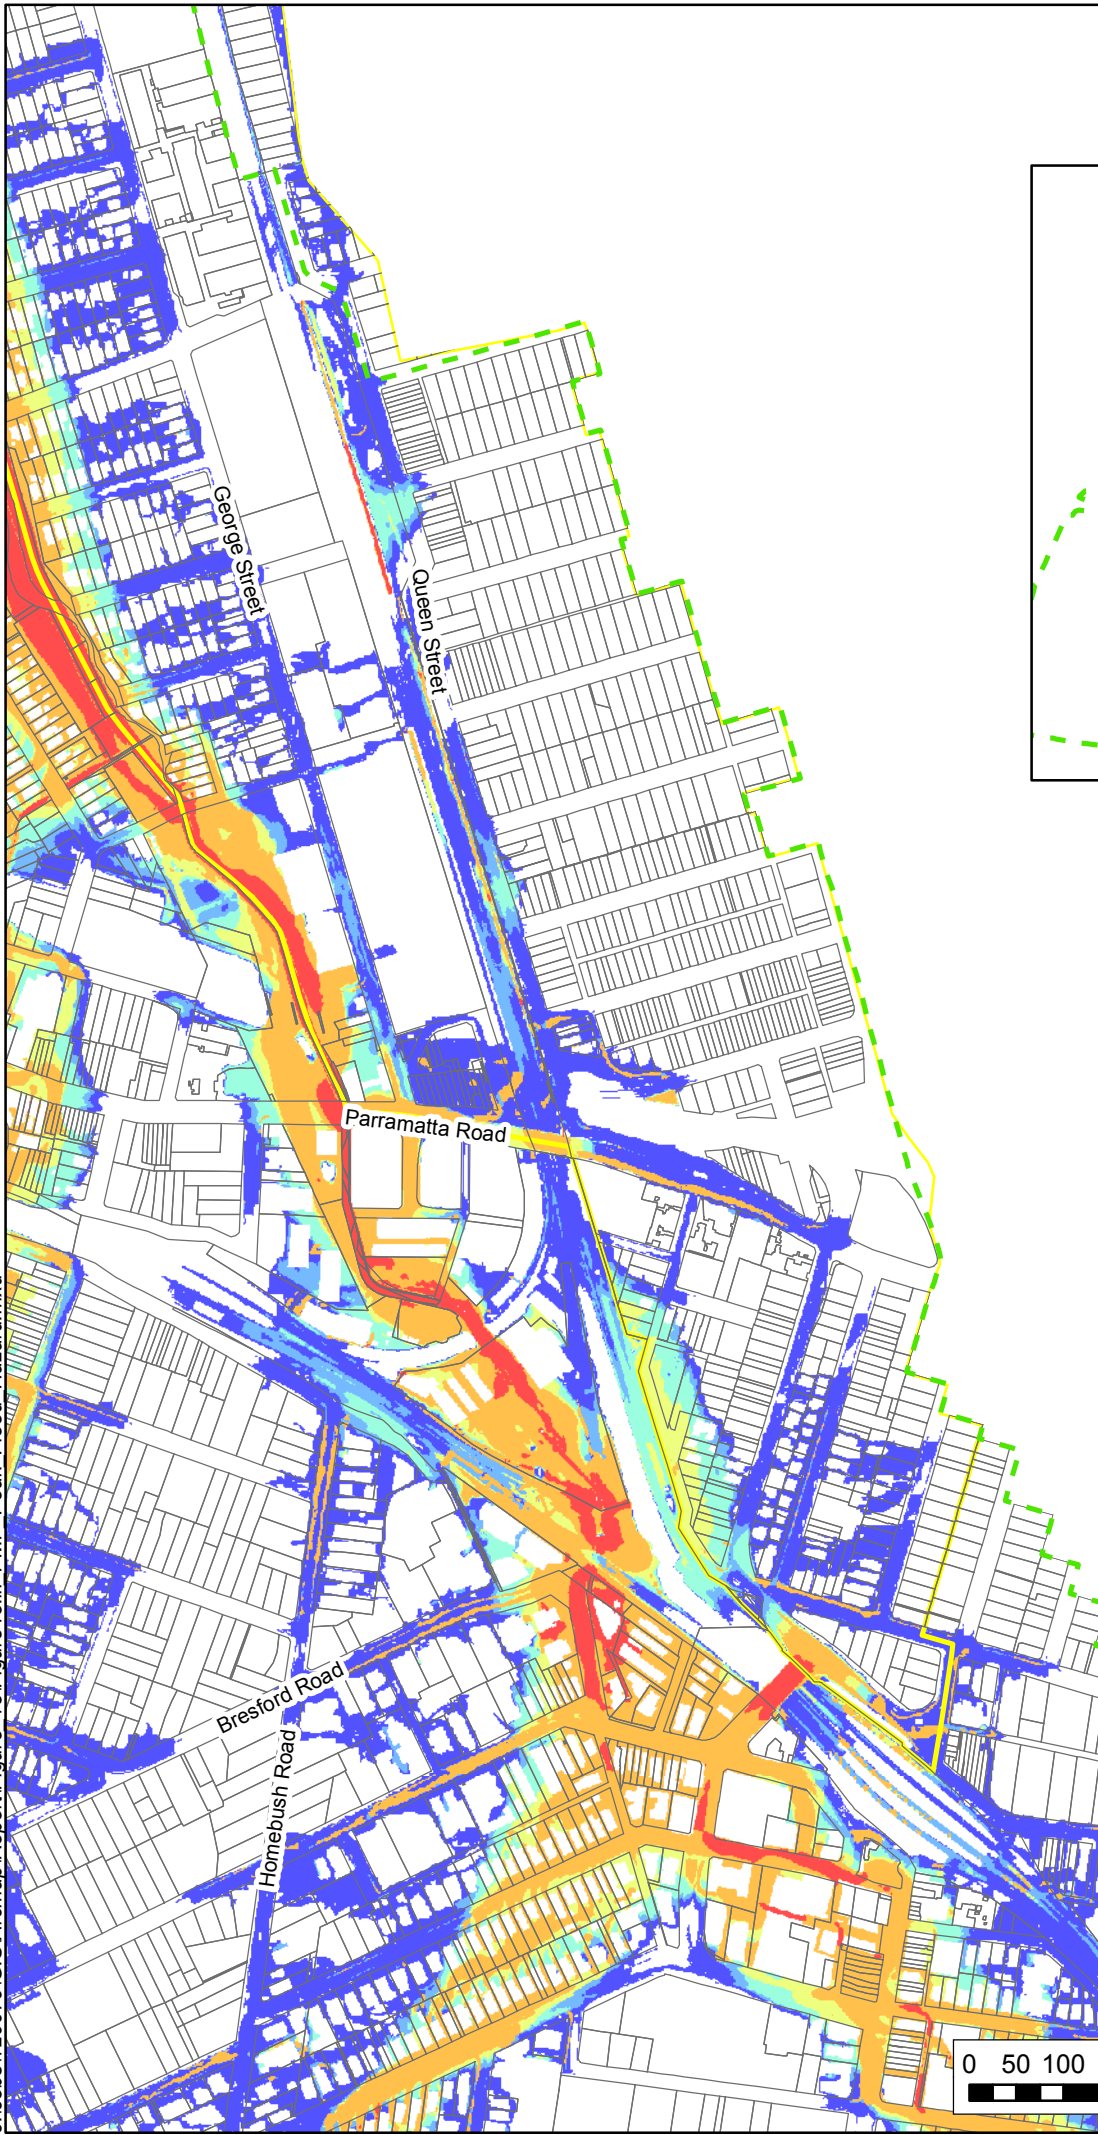 George Street
Queen Street
Parramatta Road
Bresford Road
Homebush Road
0 50 100